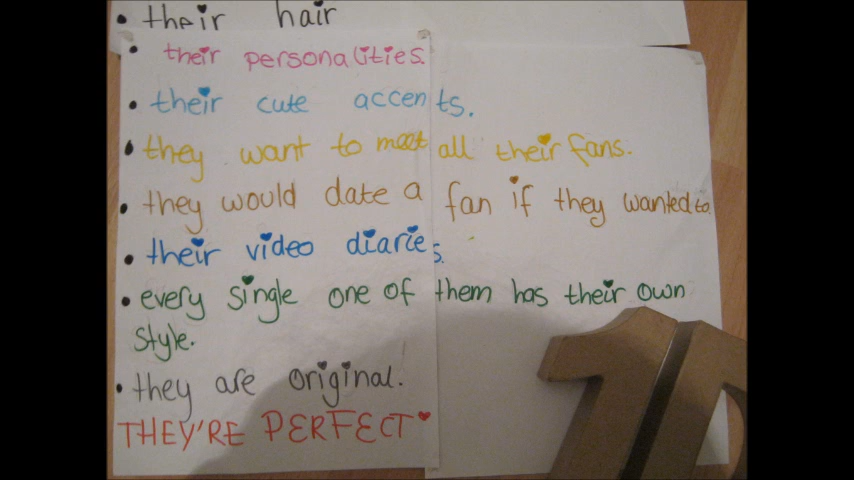 • their hair
• their personalities.
• their cute accents.
• they want to meet all their fans.
• they would date a fan if they wanted to
• their video diaries.
• every single one of them has their own
style.
• they are original.
THEY'RE PERFECT♥
1D